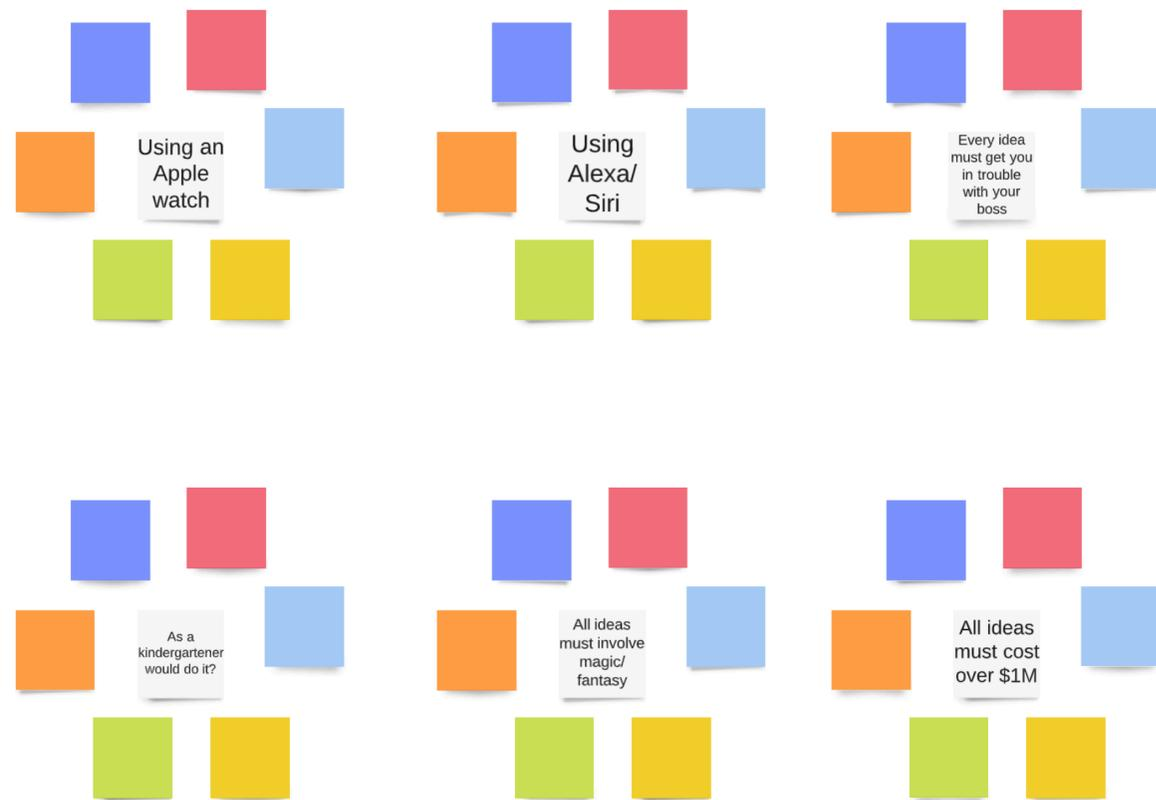 Using an
Apple
watch
Using
Alexa/
Siri
Every idea
must get you
in trouble
with your
boss
As a
kindergartener
would do it?
All ideas
must involve
magic/
fantasy
All ideas
must cost
over $1M